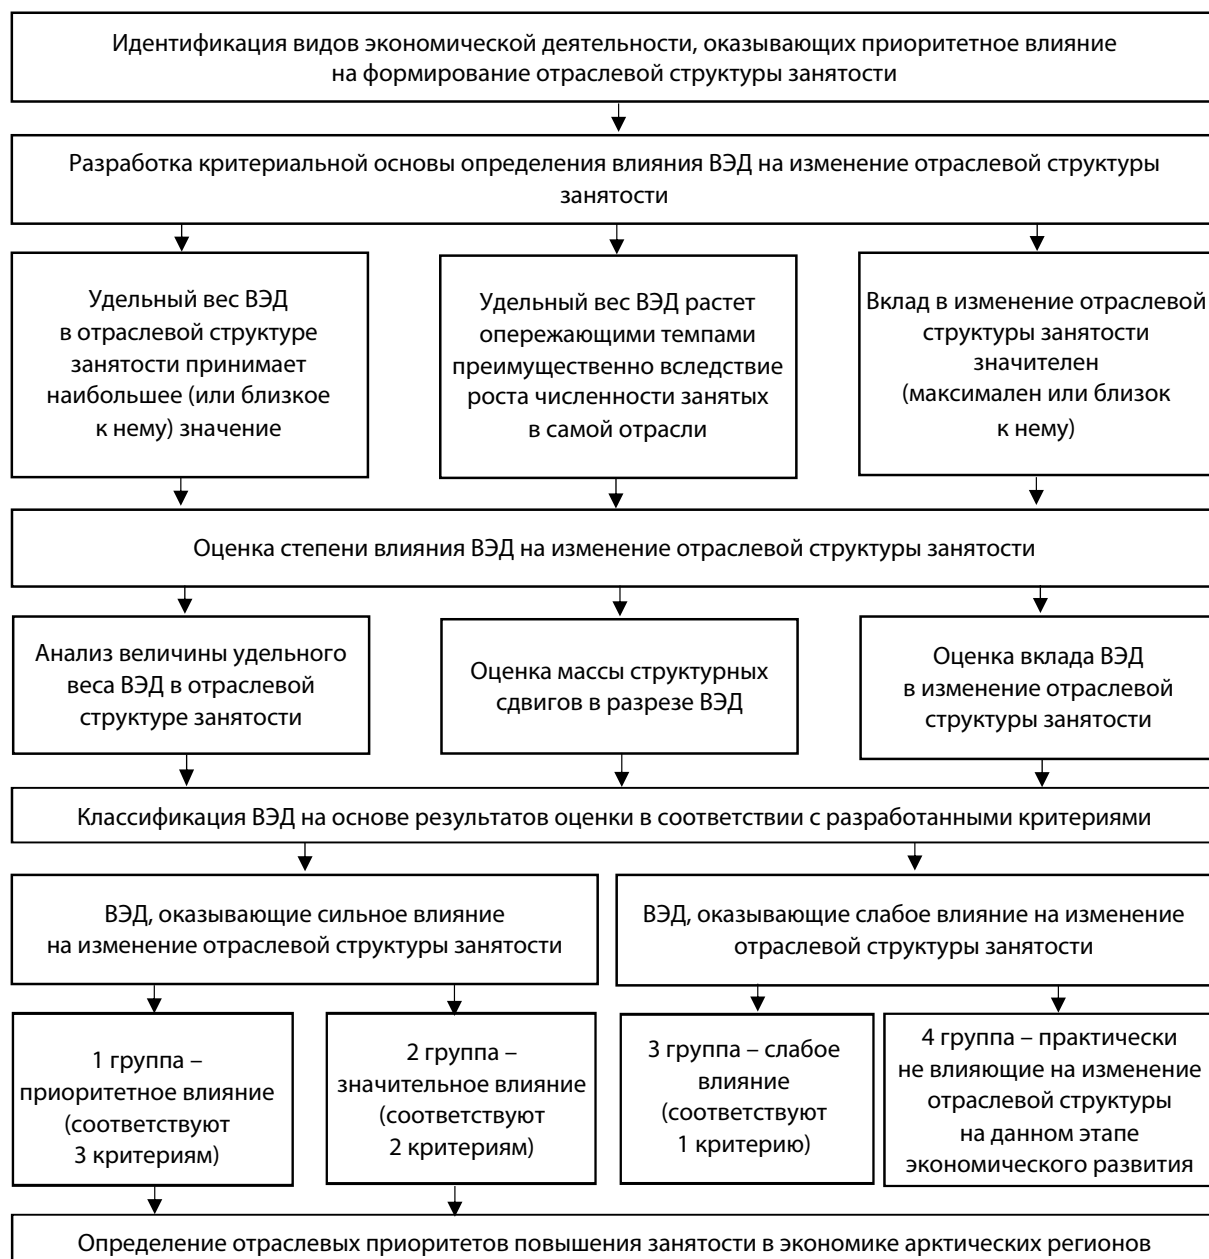 Идентификация видов экономической деятельности, оказывающих приоритетное влияние
на формирование отраслевой структуры занятости
Разработка критериальной основы определения влияния ВЭД на изменение отраслевой структуры
занятости
Удельный вес ВЭД
в отраслевой структуре
занятости принимает
наибольшее (или близкое
к нему) значение
Удельный вес ВЭД растет
опережающими темпами
преимущественно вследствие
роста численности занятых
в самой отрасли
Вклад в изменение отраслевой
структуры занятости
значителен
(максимален или близок
к нему)
Оценка степени влияния ВЭД на изменение отраслевой структуры занятости
Анализ величины удельного
веса ВЭД в отраслевой
структуре занятости
Оценка массы структурных
сдвигов в разрезе ВЭД
Оценка вклада ВЭД
в изменение отраслевой
структуры занятости
Классификация ВЭД на основе результатов оценки в соответствии с разработанными критериями
ВЭД, оказывающие сильное влияние
на изменение отраслевой структуры занятости
ВЭД, оказывающие слабое влияние на изменение
отраслевой структуры занятости
1 группа –
приоритетное влияние
(соответствуют
3 критериям)
2 группа –
значительное влияние
(соответствуют
2 критериям)
3 группа – слабое
влияние
(соответствуют
1 критерию)
4 группа – практически
не влияющие на изменение
отраслевой структуры
на данном этапе
экономического развития
Определение отраслевых приоритетов повышения занятости в экономике арктических регионов